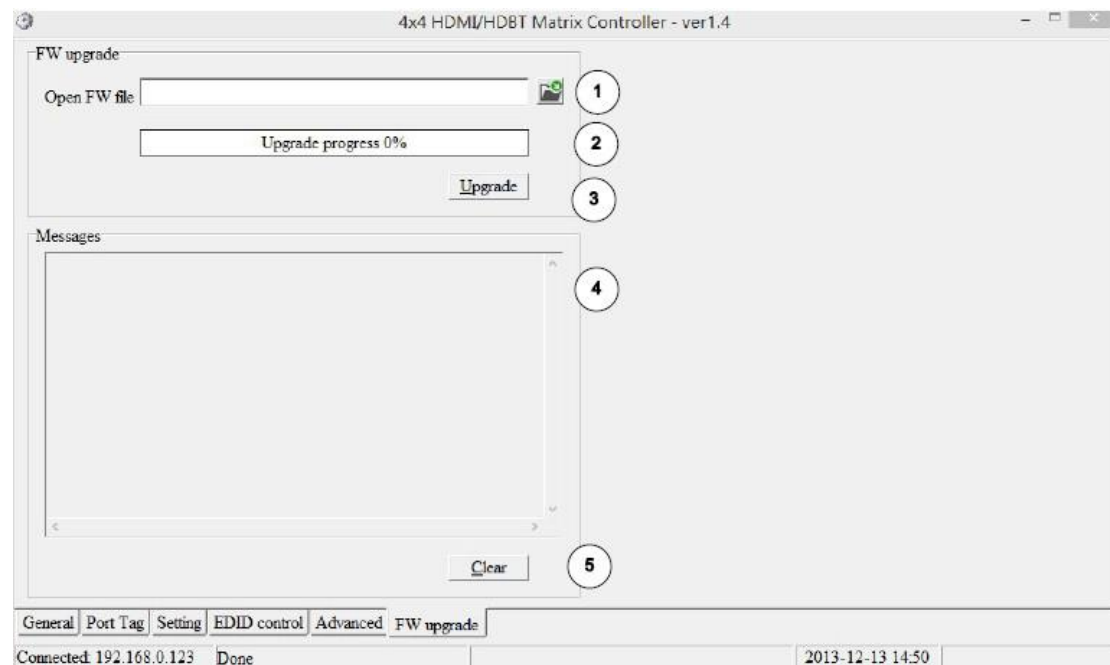 4x4 HDMI/HDBT Matrix Controller - ver1.4
FW upgrade
Open FW file
1
Upgrade progress 0%
2
Upgrade
3
Messages
4
Clear
5
General Port Tag Setting EDID control Advanced FW upgrade
Connected: 192.168.0.123 Done 2013-12-13 14:50